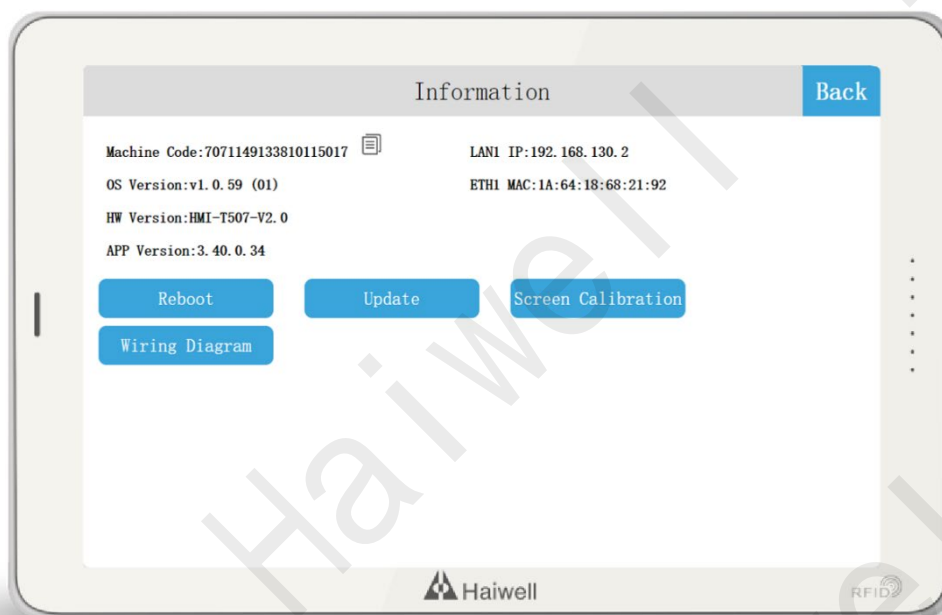 Information
Back
Machine Code:7071149133810115017
LAN1 IP:192.168.130.2
OS Version:v1.0.59 (01)
ETH1 MAC:1A:64:18:68:21:92
HW Version:HMI-T507-V2.0
APP Version:3.40.0.34
Reboot
Update
Screen Calibration
Wiring Diagram
Haiwell
Haiwell
RFID